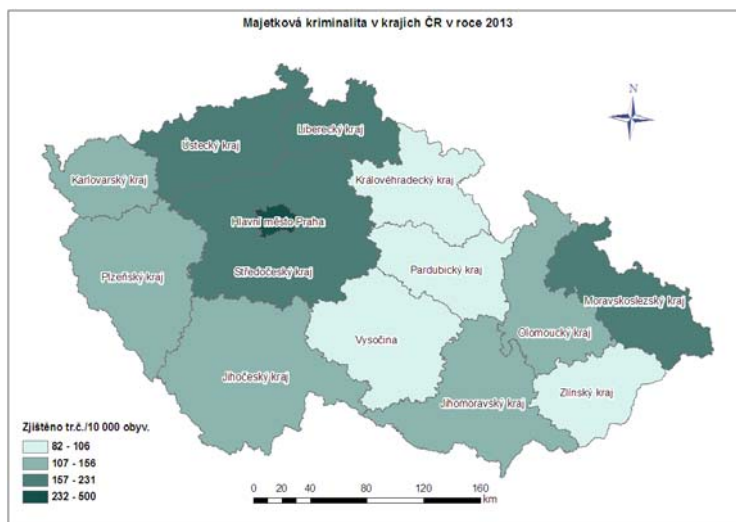 Majetková kriminalita v krajích ČR v roce 2013
N
Liberecký kraj
Ústecký kraj
Karlovarský kraj
Královéhradecký kraj
Hlavní město Praha
Středočeský kraj
Pardubický kraj
Plzeňský kraj
Moravskoslezský kraj
Olomoucký kraj
Vysočina
Jihočeský kraj
Zlínský kraj
Jihomoravský kraj
Zjištěno tr.č./10 000 obyv.
82 - 106
107 - 156
157 - 231
232 - 500
0 20 40 80 120 160
km